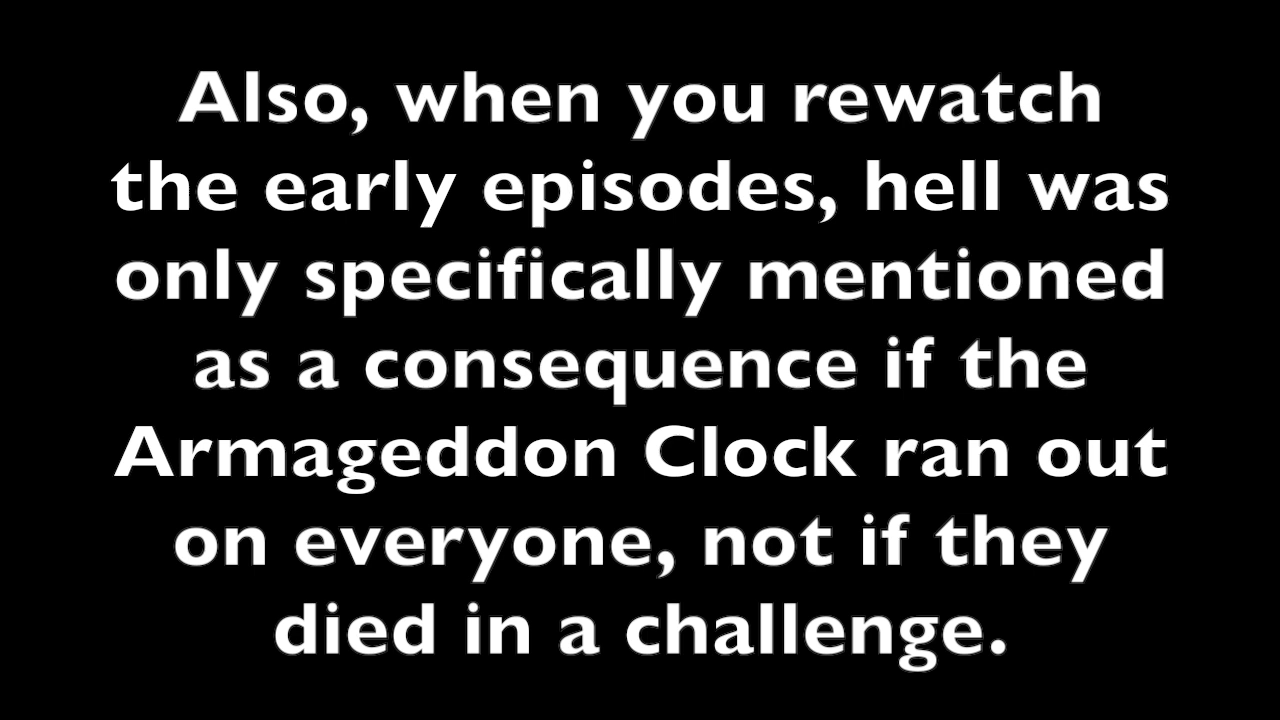 Also, when you rewatch
the early episodes, hell was
only specifically mentioned
as a consequence if the
Armageddon Clock ran out
on everyone, not if they
died in a challenge.